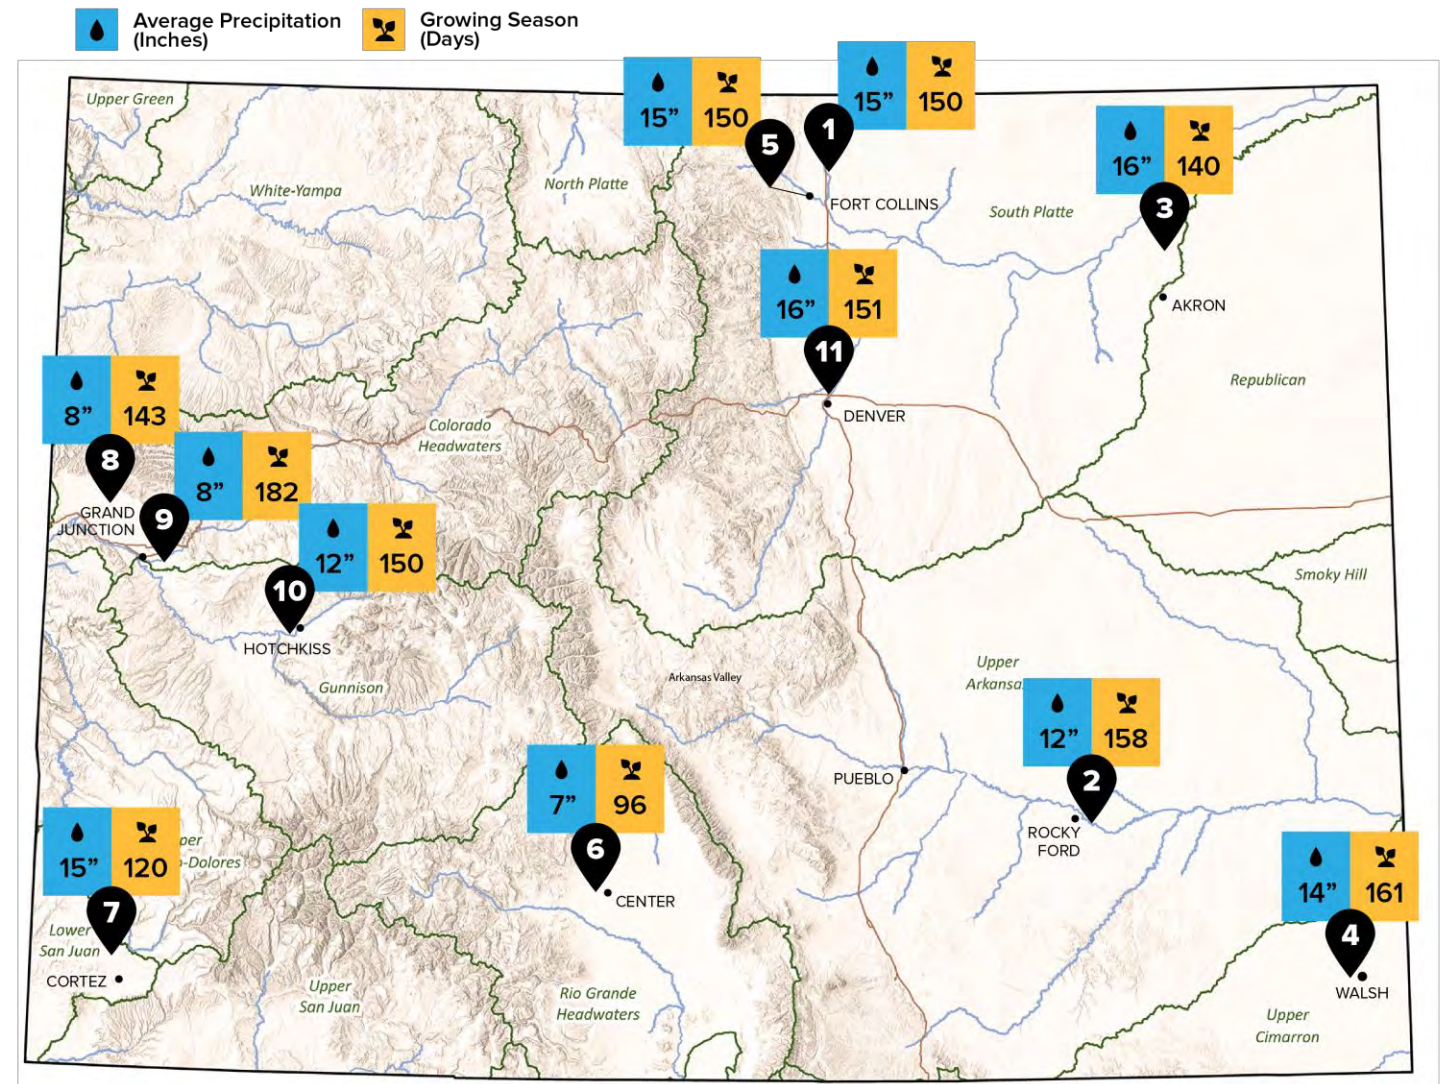 Average Precipitation
(Inches)
Growing Season
(Days)
Upper Green
15”
150
15”
150
5
1
16”
140
White-Yampa
North Platte
FORT COLLINS
South Platte
3
16”
151
AKRON
11
Republican
8”
143
DENVER
Colorado
Headwaters
8
8”
182
GRAND
JUNCTION
9
12”
150
10
Smoky Hill
HOTCHKISS
Gunnison
Arkansas Valley
Upper
Arkansa
12”
158
7”
96
PUEBLO
2
15”
120
per
n-Dolores
6
ROCKY
FORD
14”
161
CENTER
7
Lower
San Juan
4
CORTEZ
WALSH
Upper
San Juan
Rio Grande
Headwaters
Upper
Cimarron